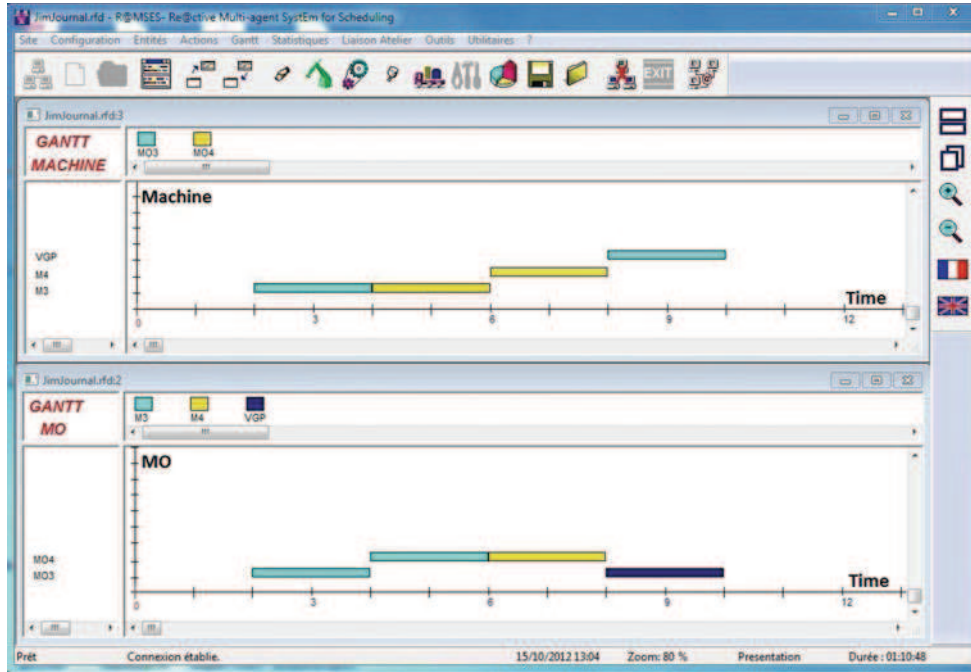 JimJournal.rfd - R@MSES- Re@ctive Multi-agent SystEm for Scheduling
Site Configuration Entités Actions Gantt Statistiques Liaison Atelier Outils Utilitaires ?
EXIT
JimJournal.rfd:3
GANTT
MACHINE
MO3 MO4
Machine
VGP
M4
M3
Time
0 3 6 9 12
JimJournal.rfd:2
GANTT
MO
M3 M4 VGP
MO
MO4
MO3
Time
0 3 6 9 12
Prêt Connexion établie. 15/10/2012 13:04 Zoom: 80 % Presentation Durée : 01:10:48